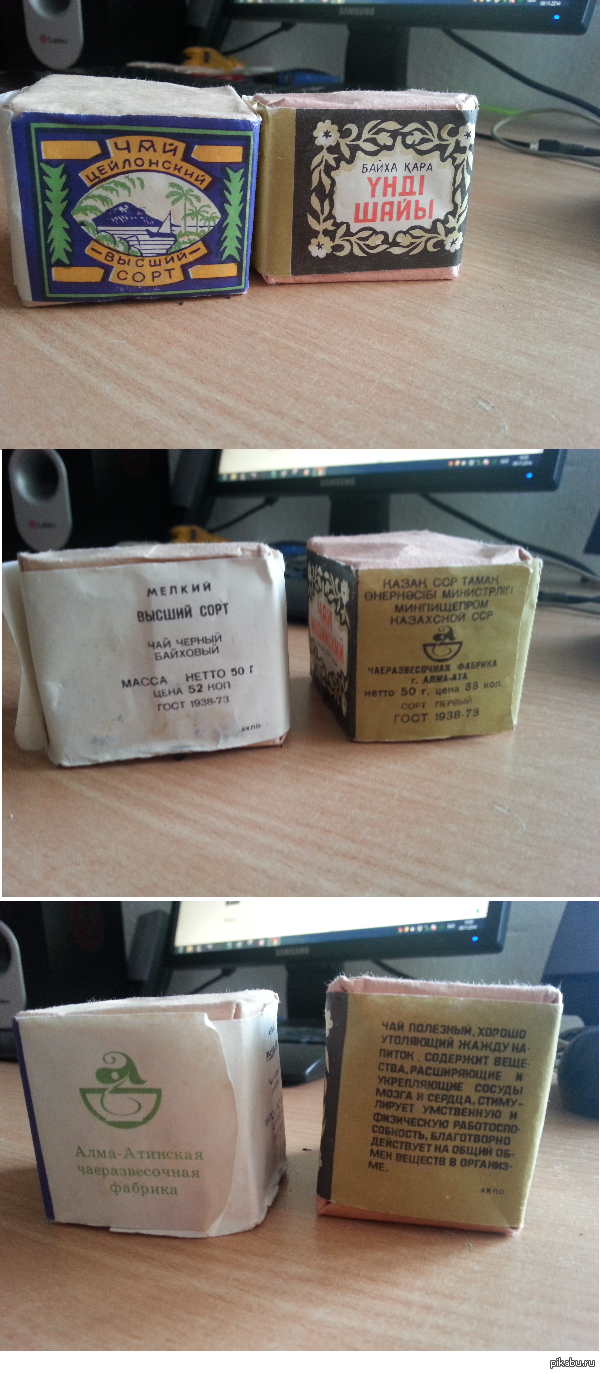 SAMSUNG
ЧАЙ
ЦЕЙЛОНСКИЙ
ВЫСШИЙ
СОРТ
БАЙХА ҚАРА
ҮНДІ
ШАЙЫ
SAMSUNG
МЕЛКИЙ
ВЫСШИЙ СОРТ
ЧАЙ ЧЕРНЫЙ
БАЙХОВЫЙ
МАССА НЕТТО 50 Г
ЦЕНА 52 КОП
ГОСТ 1938-73
АКПО
ҚАЗАҚ ССР ТАМАҚ
ӨНЕРКӘСІБІ МИНИСТРЛІГІ
МИНПИЩЕПРОМ
КАЗАХСКОЙ ССР
ЧАЕРАЗВЕСОЧНАЯ ФАБРИКА
г. АЛМА-АТА
нетто 50 г. цена 38 коп.
СОРТ ПЕРВЫЙ
ГОСТ 1938-73
SAMSUNG
Алма-Атинская
чаеразвесочная
фабрика
ЧАЙ ПОЛЕЗНЫЙ, ХОРОШО
УТОЛЯЮЩИЙ ЖАЖДУ НА-
ПИТОК. СОДЕРЖИТ ВЕЩЕ-
СТВА, РАСШИРЯЮЩИЕ И
УКРЕПЛЯЮЩИЕ СОСУДЫ
МОЗГА И СЕРДЦА, СТИМУ-
ЛИРУЕТ УМСТВЕННУЮ И
ФИЗИЧЕСКУЮ РАБОТОСПО-
СОБНОСТЬ, БЛАГОТВОРНО
ДЕЙСТВУЕТ НА ОБЩИЙ ОБ-
МЕН ВЕЩЕСТВ В ОРГАНИЗ-
МЕ.
АКПО
pikabu.ru